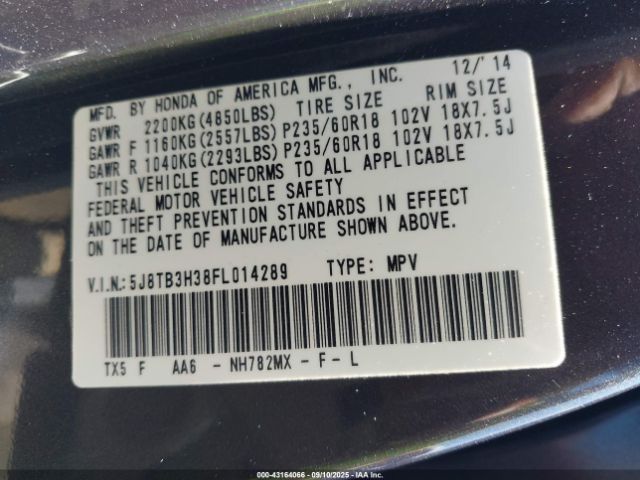 MFD. BY HONDA OF AMERICA MFG., INC. 12/'14
GVWR 2200KG(4850LBS) TIRE SIZE RIM SIZE
GAWR F 1160KG(2557LBS) P235/60R18 102V 18X7.5J
GAWR R 1040KG(2293LBS) P235/60R18 102V 18X7.5J
THIS VEHICLE CONFORMS TO ALL APPLICABLE
FEDERAL MOTOR VEHICLE SAFETY
AND THEFT PREVENTION STANDARDS IN EFFECT
ON THE DATE OF MANUFACTURE SHOWN ABOVE.
V.I.N.: 5J8TB3H38FL014289 TYPE: MPV
TX5 F AA6 - NH782MX - F - L
000-43164066 - 09/10/2025 - IAA Inc.